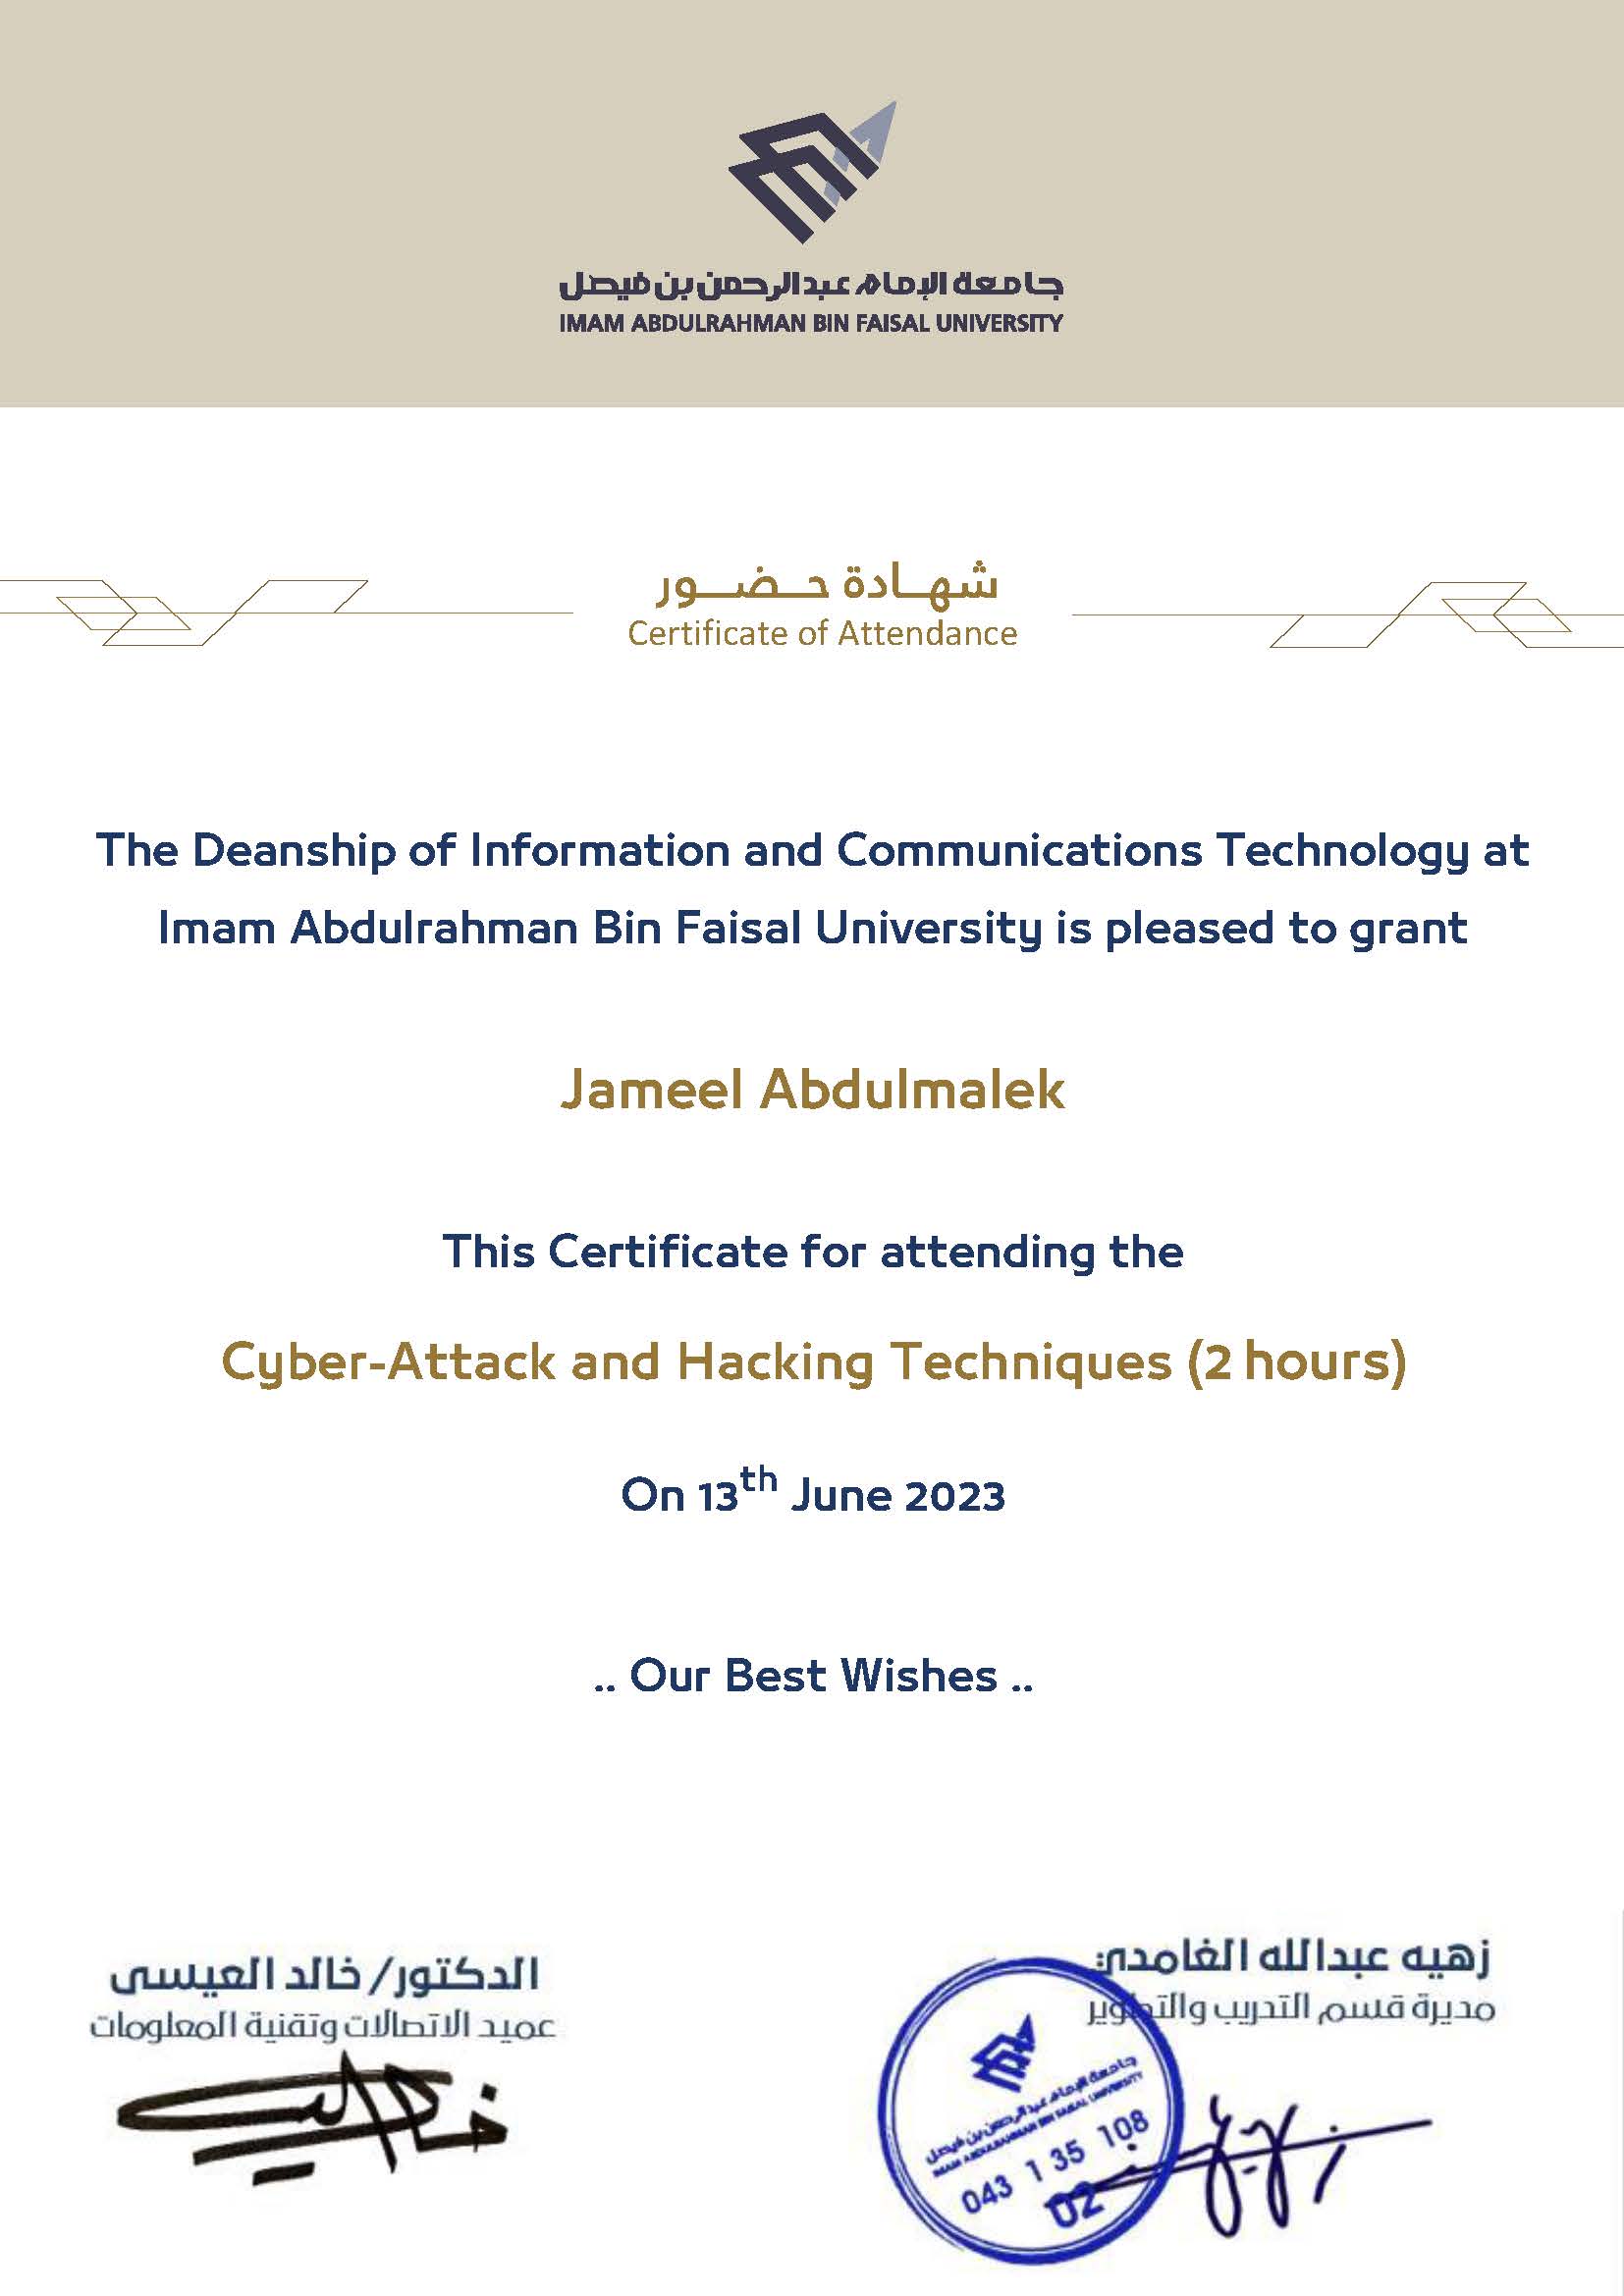 جامعة الإمام عبدالرحمن بن فيصل
IMAM ABDULRAHMAN BIN FAISAL UNIVERSITY
شهــادة حــضــور
Certificate of Attendance
The Deanship of Information and Communications Technology at
Imam Abdulrahman Bin Faisal University is pleased to grant
Jameel Abdulmalek
This Certificate for attending the
Cyber-Attack and Hacking Techniques (2 hours)
On 13th June 2023
.. Our Best Wishes ..
زهيه عبدالله الغامدي
مديرة قسم التدريب والتطوير
جامعة الإمام عبدالرحمن بن فيصل
IMAM ABDULRAHMAN BIN FAISAL UNIVERSITY
043 1 35 108
02
الدكتور/ خالد العيسى
عميد الاتصالات وتقنية المعلومات